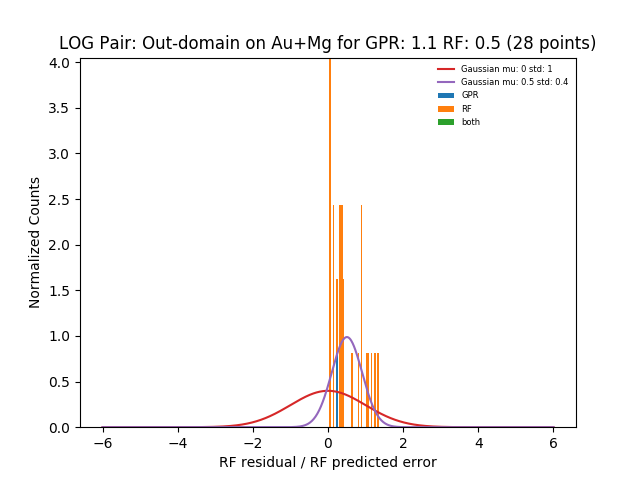 LOG Pair: Out-domain on Au+Mg for GPR: 1.1 RF: 0.5 (28 points)
Gaussian mu: 0 std: 1
Gaussian mu: 0.5 std: 0.4
GPR
RF
both
Normalized Counts
4.0
3.5
3.0
2.5
2.0
1.5
1.0
0.5
0.0
−6 −4 −2 0 2 4 6
RF residual / RF predicted error